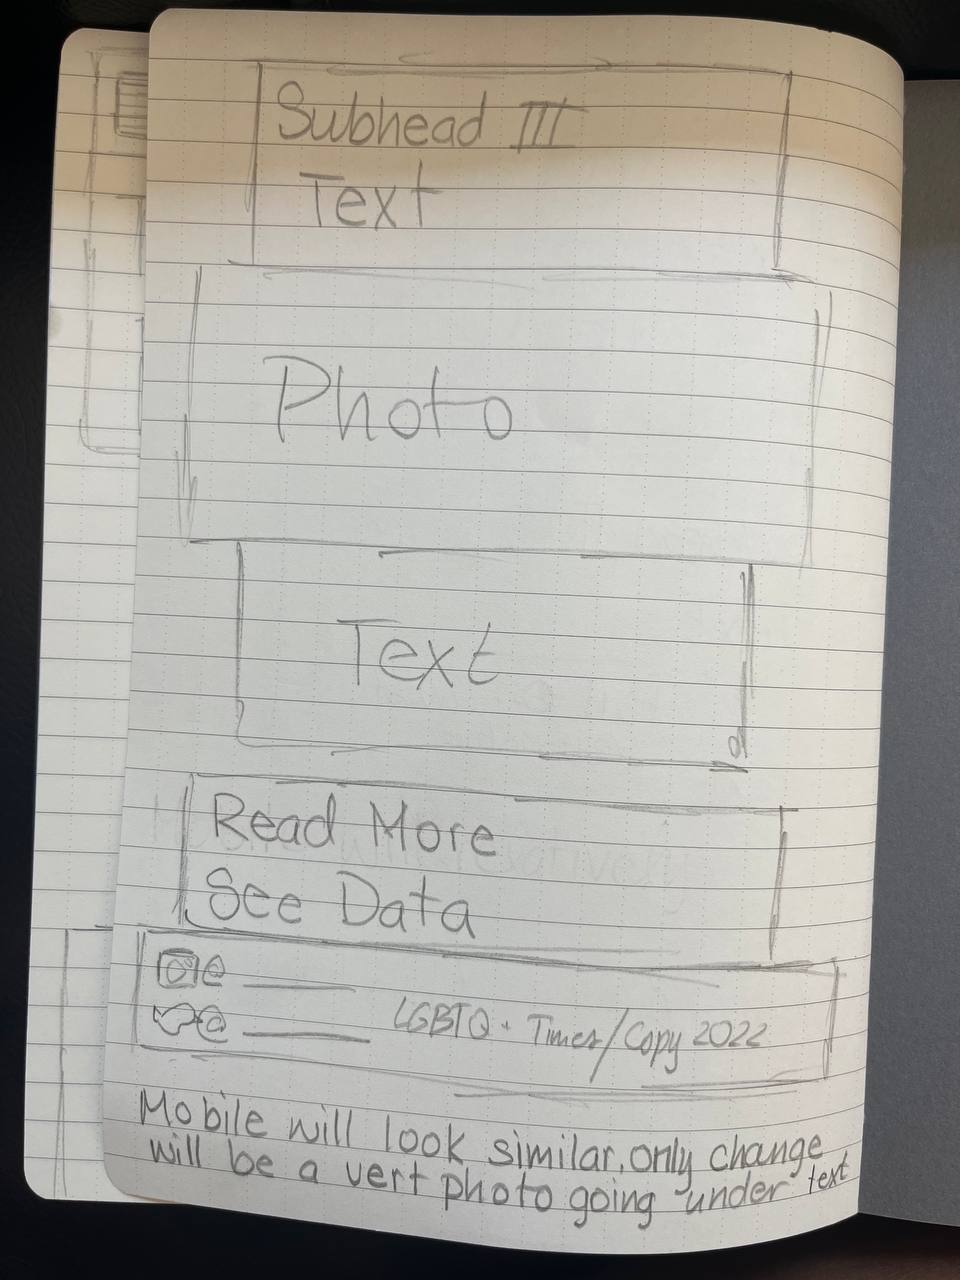 Subhead III
Text
Photo
Text
Read More
See Data
@
@
LGBTQ + Times/Copy 2022
Mobile will look similar, only change
will be a vert photo going under text